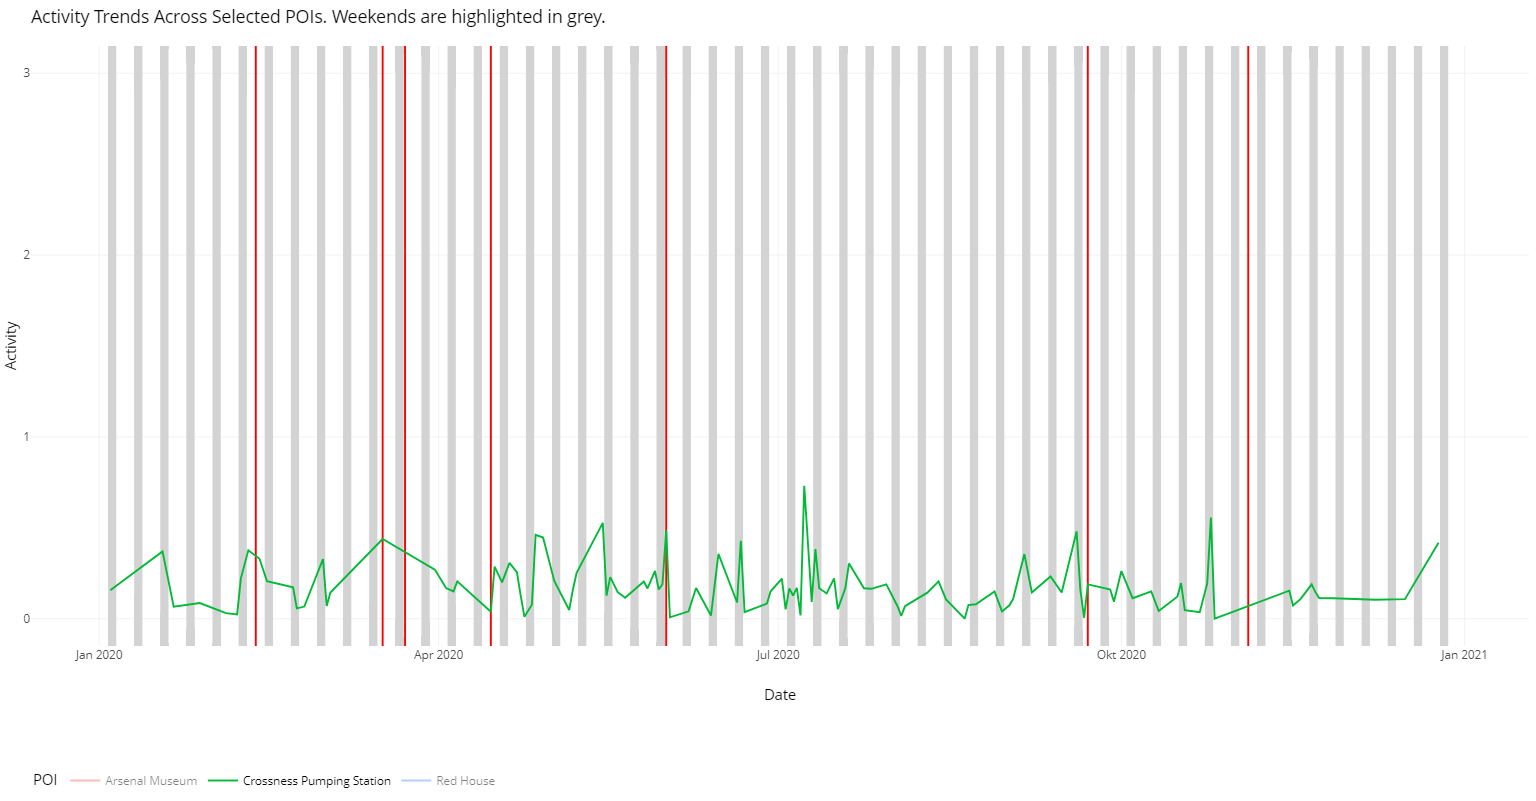 Activity Trends Across Selected POIs. Weekends are highlighted in grey.
3
2
1
0
Activity
Jan 2020 Apr 2020 Jul 2020 Okt 2020 Jan 2021
Date
POI Arsenal Museum Crossness Pumping Station Red House